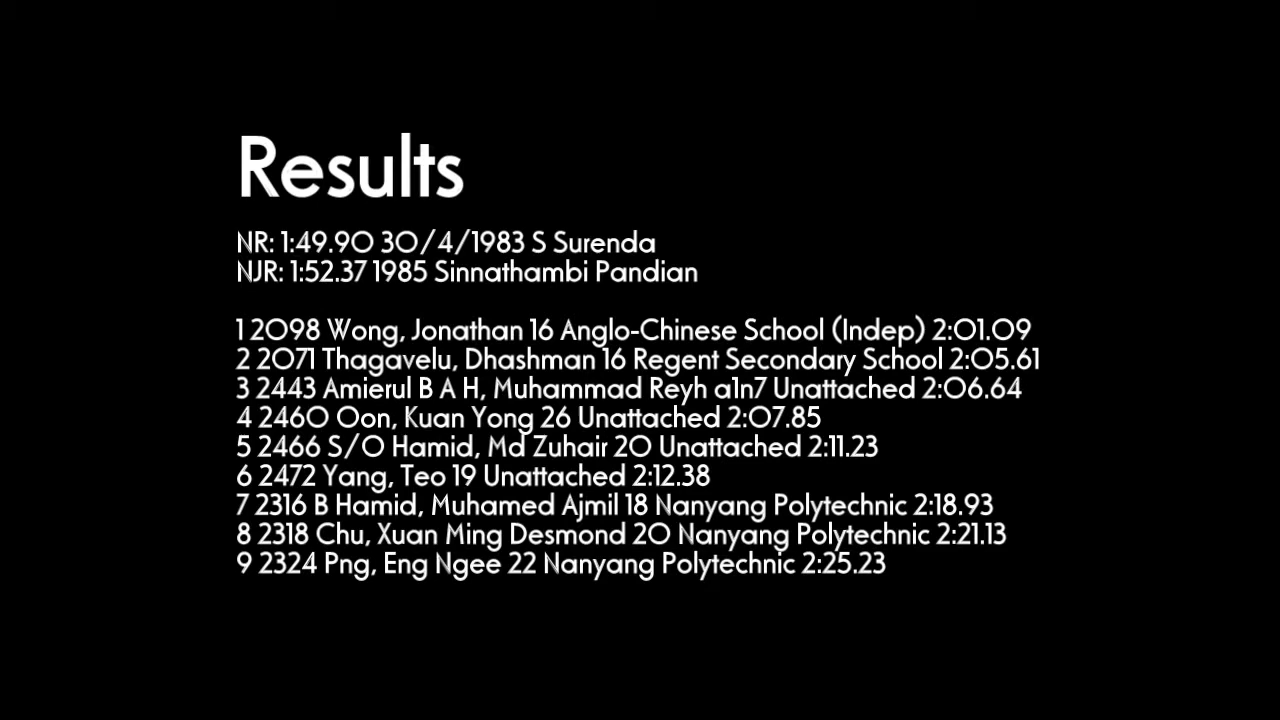 Results
NR: 1:49.90 30/4/1983 S Surenda
NJR: 1:52.37 1985 Sinnathambi Pandian
1 2098 Wong, Jonathan 16 Anglo-Chinese School (Indep) 2:01.09
2 2071 Thagavelu, Dhashman 16 Regent Secondary School 2:05.61
3 2443 Amierul B A H, Muhammad Reyh a1n7 Unattached 2:06.64
4 2460 Oon, Kuan Yong 26 Unattached 2:07.85
5 2466 S/O Hamid, Md Zuhair 20 Unattached 2:11.23
6 2472 Yang, Teo 19 Unattached 2:12.38
7 2316 B Hamid, Muhamed Ajmil 18 Nanyang Polytechnic 2:18.93
8 2318 Chu, Xuan Ming Desmond 20 Nanyang Polytechnic 2:21.13
9 2324 Png, Eng Ngee 22 Nanyang Polytechnic 2:25.23